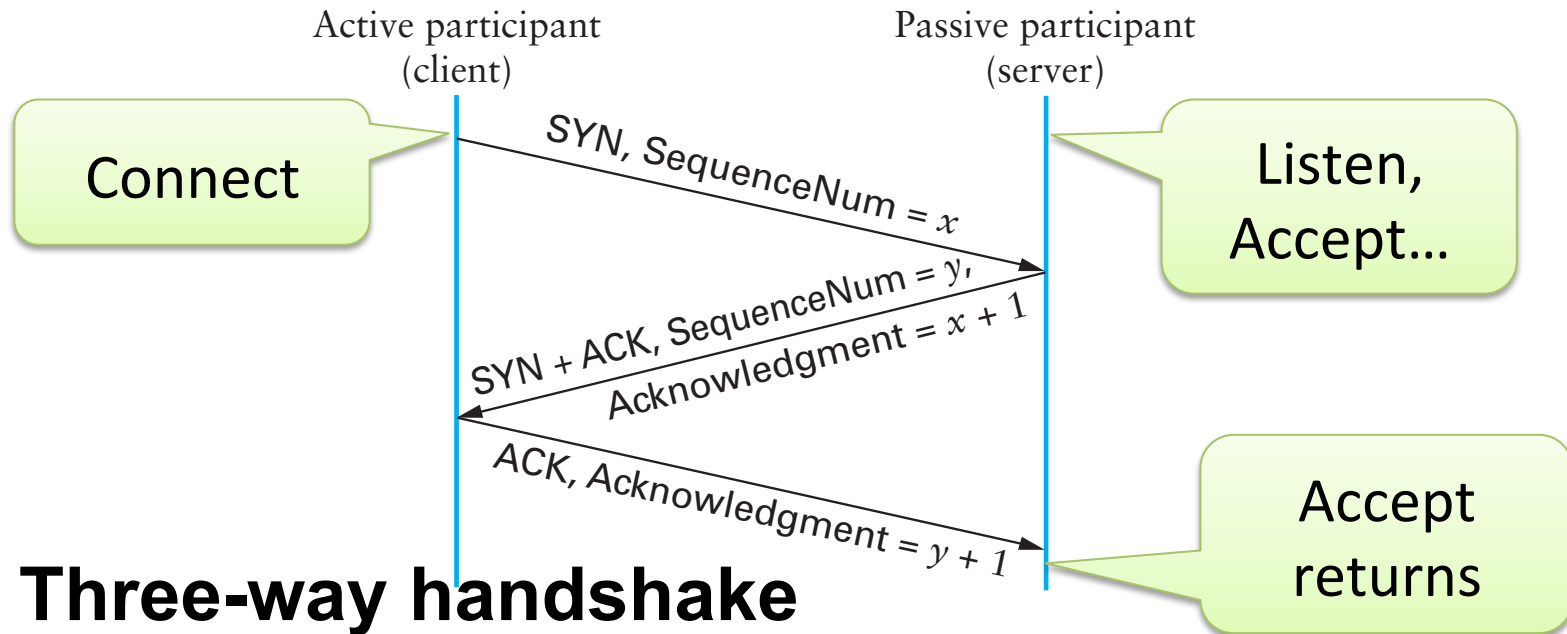 Active participant
(client)
Passive participant
(server)
Connect
Listen,
Accept...
SYN, SequenceNum = x
SYN + ACK, SequenceNum = y,
Acknowledgment = x + 1
ACK, Acknowledgment = y + 1
Accept
returns
Three-way handshake